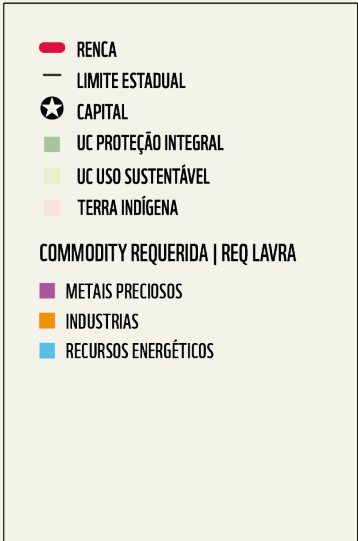 RENCA
LIMITE ESTADUAL
CAPITAL
UC PROTEÇÃO INTEGRAL
UC USO SUSTENTÁVEL
TERRA INDÍGENA
COMMODITY REQUERIDA | REQ LAVRA
METAIS PRECIOSOS
INDUSTRIAS
RECURSOS ENERGÉTICOS